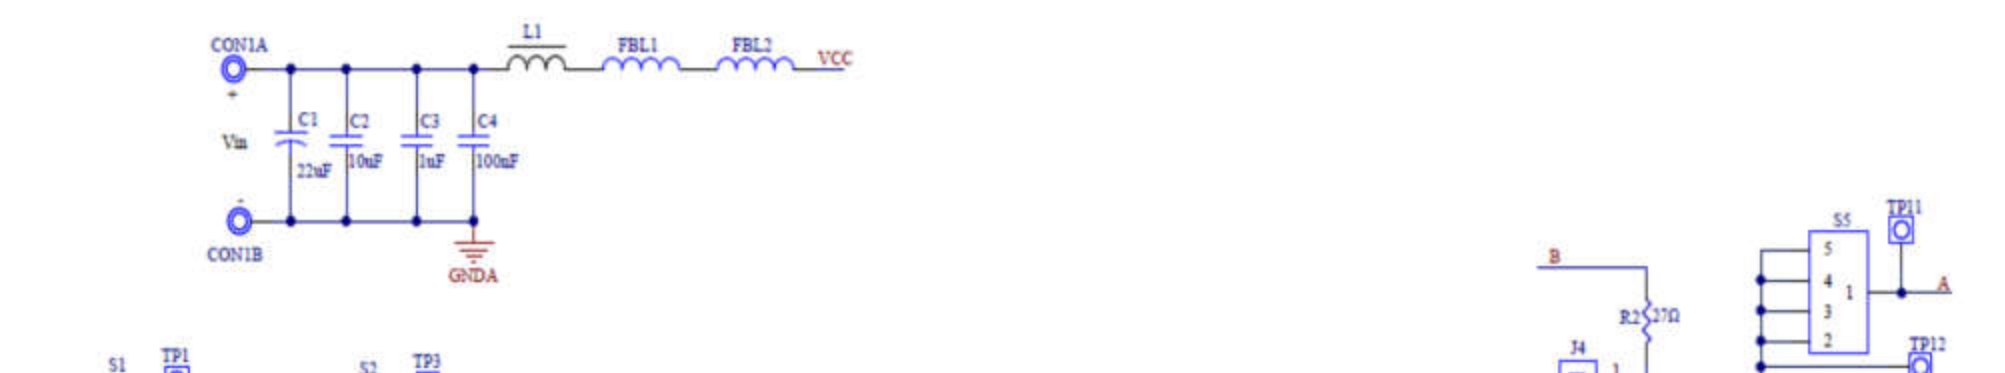 L1
CON1A
FBL1
FBL2
VCC
+
C1
C2
C3
C4
Vin
22uF
10uF
1uF
100nF
-
CON1B
GNDA
TP11
S5
B
5
4
1
A
3
R2
27Ω
2
TP12
J4
1
S1
TP1
S2
TP3